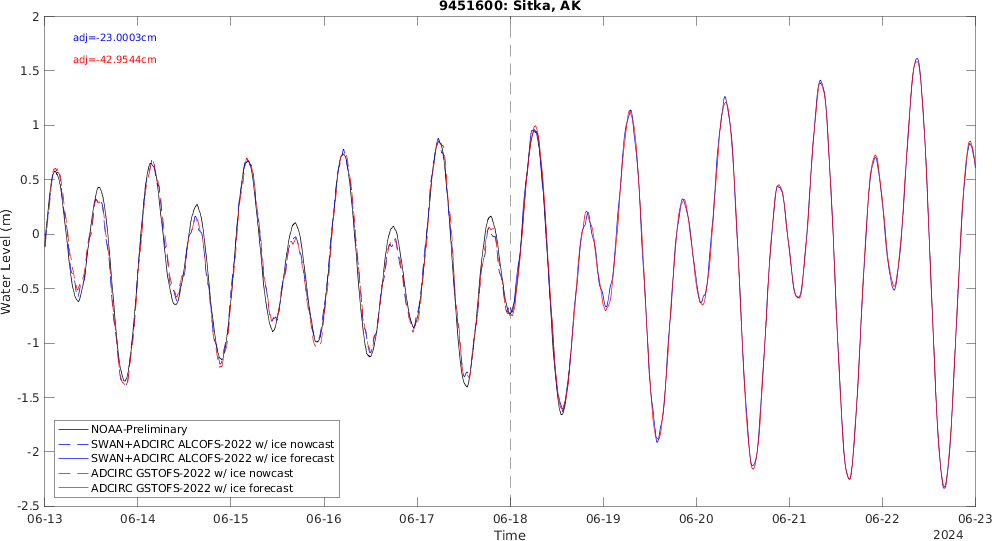 9451600: Sitka, AK
adj=-23.0003cm
adj=-42.9544cm
2
1.5
1
0.5
0
-0.5
-1
-1.5
-2
-2.5
Water Level (m)
NOAA-Preliminary
SWAN+ADCIRC ALCOFS-2022 w/ ice nowcast
SWAN+ADCIRC ALCOFS-2022 w/ ice forecast
ADCIRC GSTOFS-2022 w/ ice nowcast
ADCIRC GSTOFS-2022 w/ ice forecast
06-13 06-14 06-15 06-16 06-17 06-18 06-19 06-20 06-21 06-22 06-23
Time
2024